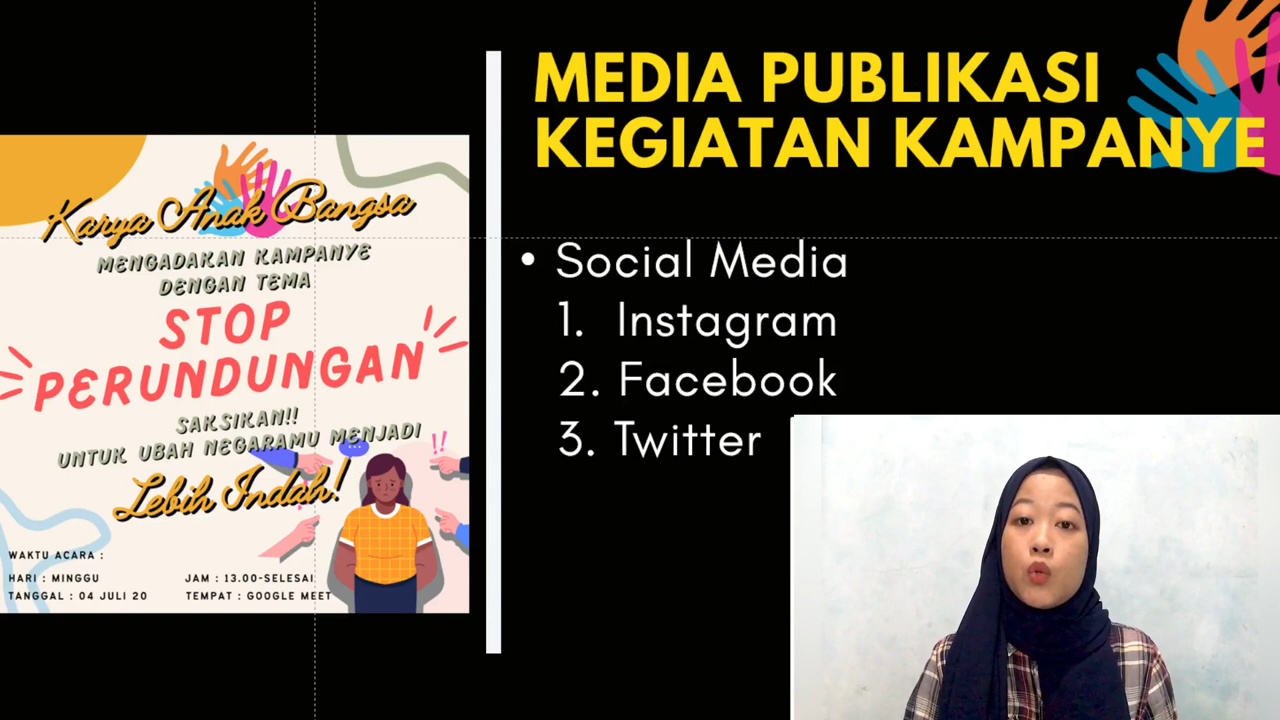 MEDIA PUBLIKASI
KEGIATAN KAMPANYE
• Social Media
1. Instagram
2. Facebook
3. Twitter
Karya Anak Bangsa
MENGADAKAN KAMPANYE
DENGAN TEMA
STOP
PERUNDUNGAN
SAKSIKAN!!
UNTUK UBAH NEGARAMU MENJADI
Lebih Indah!
!!
WAKTU ACARA :
HARI : MINGGU
JAM : 13.00-SELESAI
TANGGAL : 04 JULI 20
TEMPAT : GOOGLE MEET